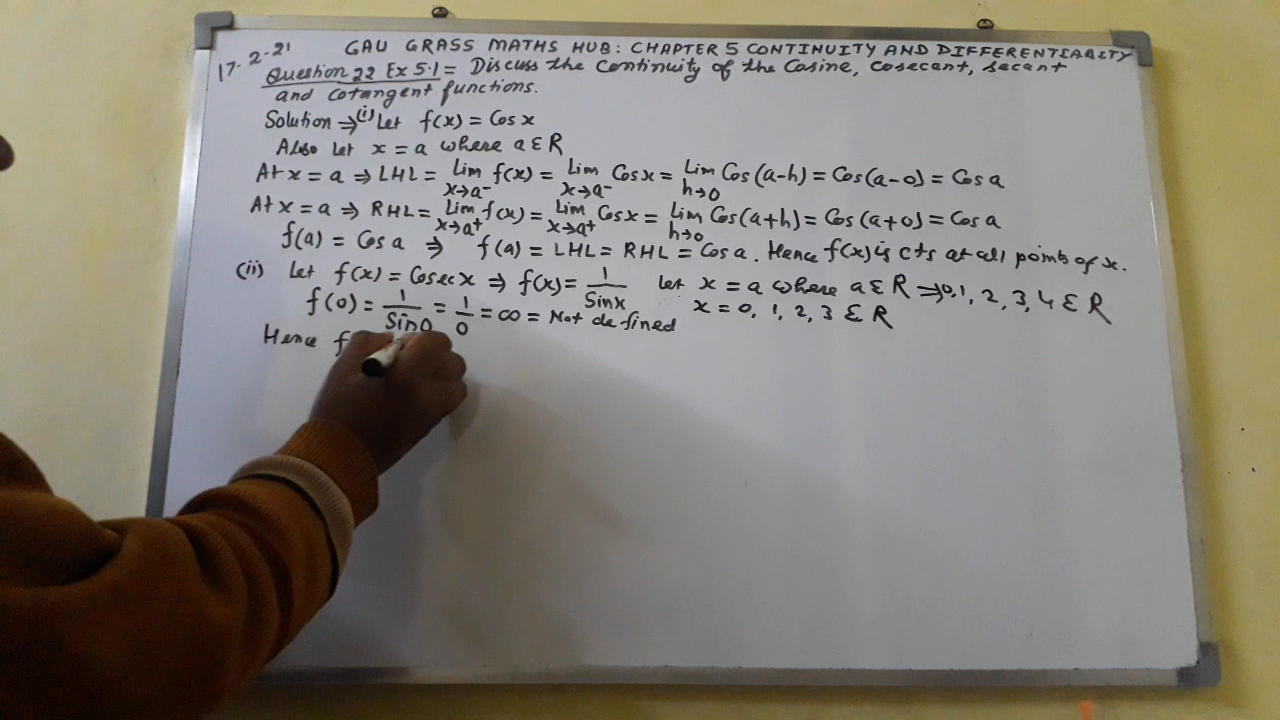 17-2-21
GAU GRASS MATHS HUB: CHAPTER 5 CONTINUITY AND DIFFERENTIABITY
Question 22 Ex 5.1 = Discuss the Continuity of the Cosine, cosecant, secant
and cotangent functions.
Solution ⇒ (i) Let f(x) = Cos x
Also Let x = a where a ε R
At x = a ⇒ LHL = Lim x→a⁻ f(x) = Lim x→a⁻ Cos x = Lim h→0 Cos (a-h) = Cos (a-0) = Cos a
At x = a ⇒ RHL = Lim x→a⁺ f(x) = Lim x→a⁺ Cos x = Lim h→0 Cos (a+h) = Cos (a+0) = Cos a
f(a) = Cos a ⇒ f(a) = LHL = RHL = Cos a. Hence f(x) is cts at all points of x.
(ii) Let f(x) = Cosec x ⇒ f(x) = 1/Sin x Let x = a where a ε R ⇒ 0, 1, 2, 3, 4 ε R
f(0) = 1/Sin 0 = 1/0 = ∞ = Not defined x = 0, 1, 2, 3 ε R
Hence f